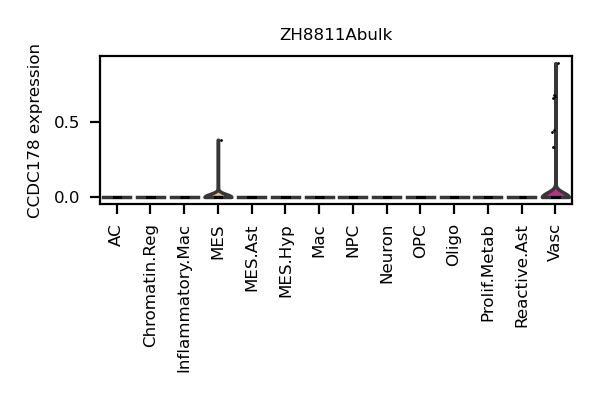 ZH8811Abulk
CCDC178 expression
0.5
0.0
AC
Chromatin.Reg
Inflammatory.Mac
MES
MES.Ast
MES.Hyp
Mac
NPC
Neuron
OPC
Oligo
Prolif.Metab
Reactive.Ast
Vasc